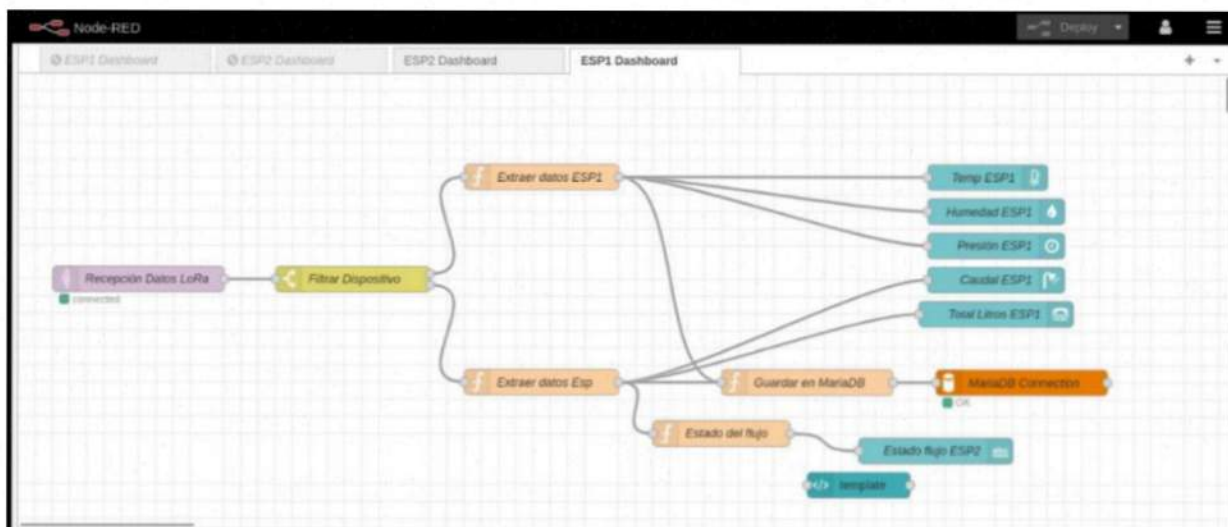 Node-RED
Deploy
ESP1 Dashboard
ESP2 Dashboard
ESP2 Dashboard
ESP1 Dashboard
Extraer datos ESP1
Temp ESP1
Humedad ESP1
Presión ESP1
Recepción Datos LoRa
Filtrar Dispositivo
connected
Caudal ESP1
Total Litros ESP1
Extraer datos Esp
Guardar en MariaDB
MariaDB Connection
OK
Estado del flujo
Estado flujo ESP2
template